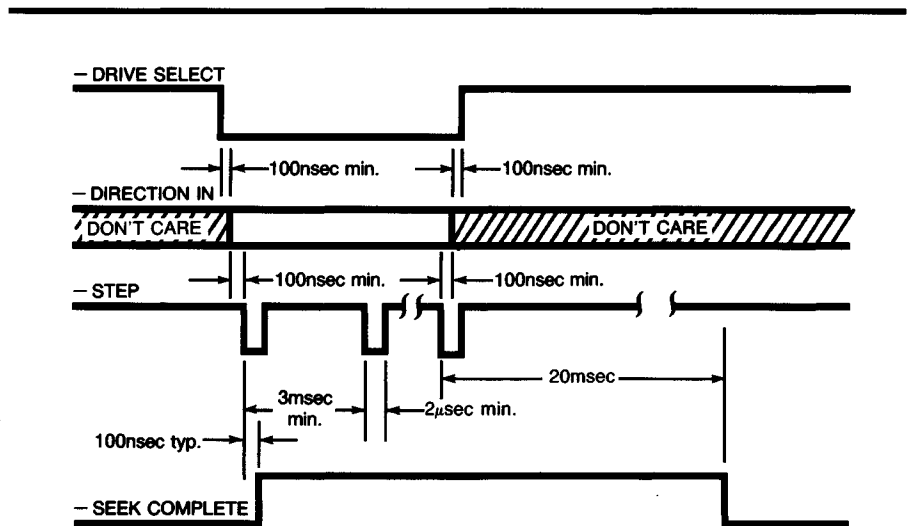 – DRIVE SELECT
100nsec min.
100nsec min.
– DIRECTION IN
DON'T CARE
DON'T CARE
100nsec min.
100nsec min.
– STEP
20msec
3msec
min.
2µsec min.
100nsec typ.
– SEEK COMPLETE